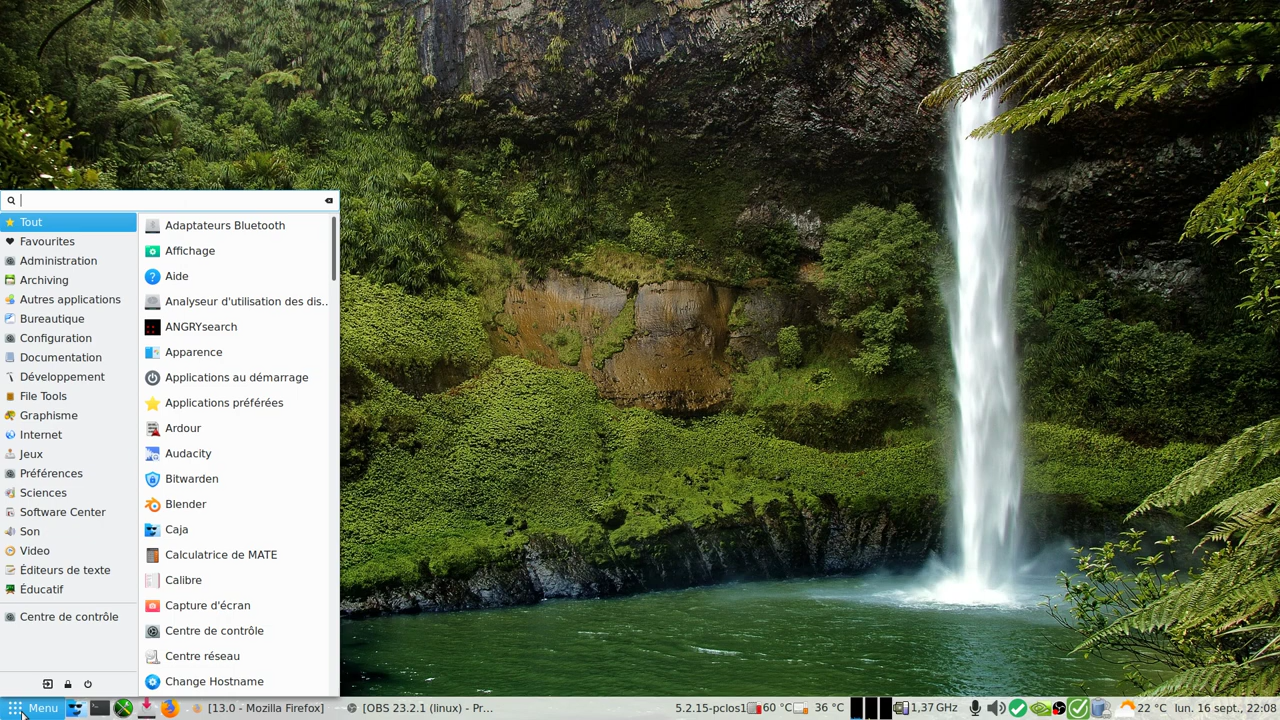 Tout
Favourites
Administration
Archiving
Autres applications
Bureautique
Configuration
Documentation
Développement
File Tools
Graphisme
Internet
Jeux
Préférences
Sciences
Software Center
Son
Video
Éditeurs de texte
Éducatif
Centre de contrôle
Adaptateurs Bluetooth
Affichage
Aide
Analyseur d'utilisation des dis..
ANGRYsearch
Apparence
Applications au démarrage
Applications préférées
Ardour
Audacity
Bitwarden
Blender
Caja
Calculatrice de MATE
Calibre
Capture d'écran
Centre de contrôle
Centre réseau
Change Hostname
Menu [13.0 - Mozilla Firefox] [OBS 23.2.1 (linux) - Pr... 5.2.15-pclos1 60 °C 36 °C 1,37 GHz 22 °C lun. 16 sept., 22:08